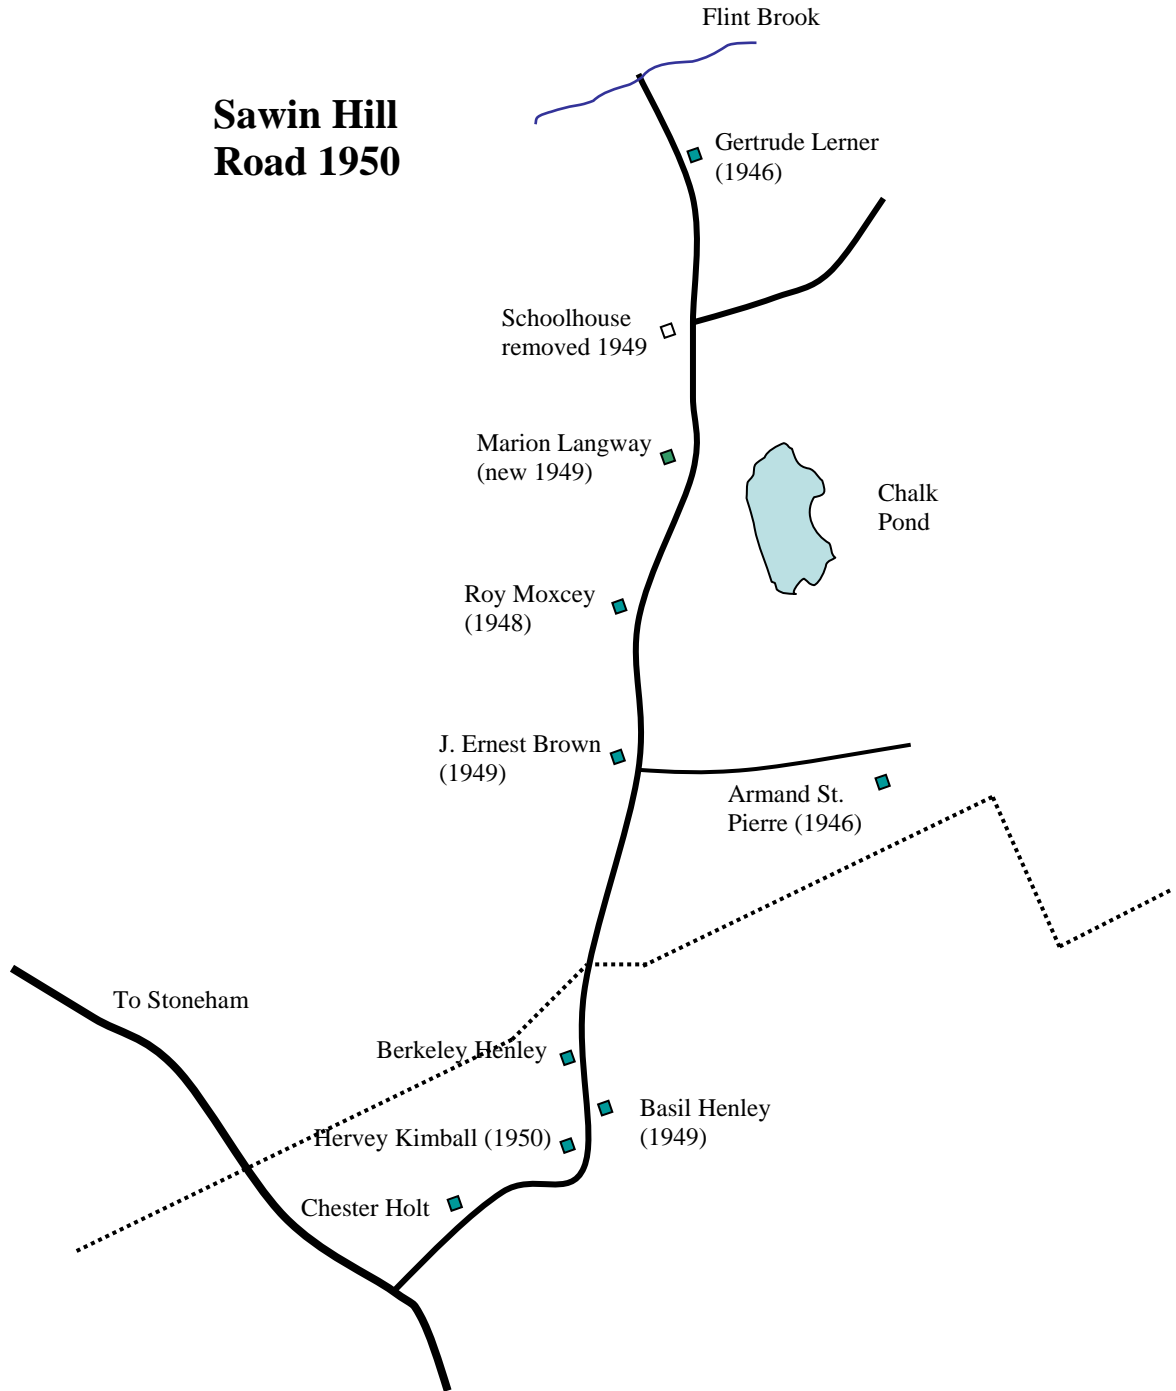 Flint Brook
Sawin Hill
Road 1950
Gertrude Lerner
(1946)
Schoolhouse
removed 1949
Marion Langway
(new 1949)
Chalk
Pond
Roy Moxcey
(1948)
J. Ernest Brown
(1949)
Armand St.
Pierre (1946)
To Stoneham
Berkeley Henley
Basil Henley
(1949)
Hervey Kimball (1950)
Chester Holt